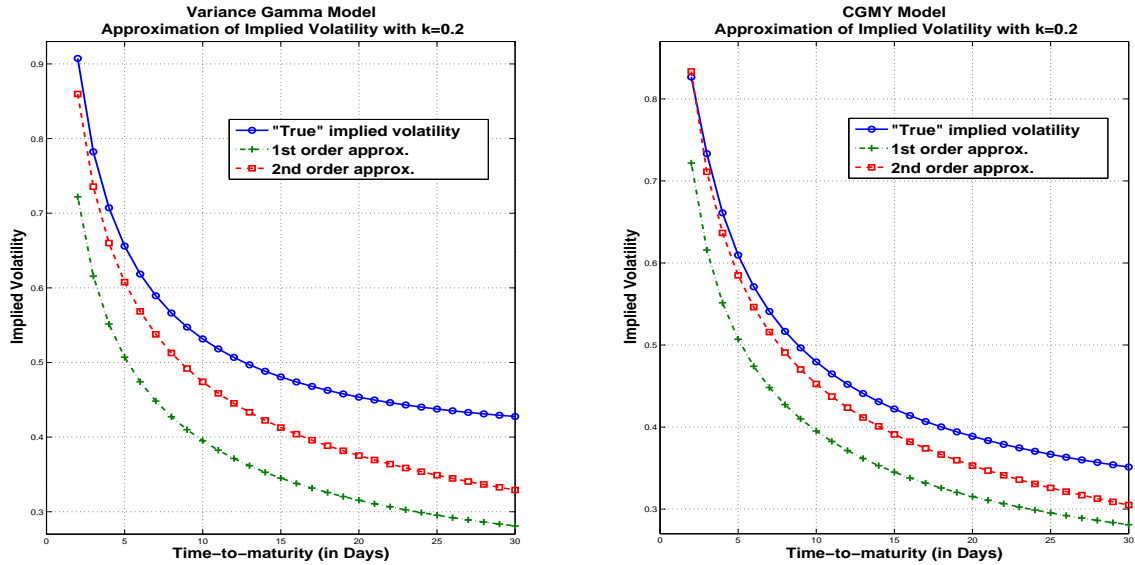 Variance Gamma Model
Approximation of Implied Volatility with k=0.2
Implied Volatility
0.9
0.8
0.7
0.6
0.5
0.4
0.3
"True" implied volatility
1st order approx.
2nd order approx.
0 5 10 15 20 25 30
Time-to-maturity (in Days)
CGMY Model
Approximation of Implied Volatility with k=0.2
Implied Volatility
0.8
0.7
0.6
0.5
0.4
0.3
"True" implied volatility
1st order approx.
2nd order approx.
0 5 10 15 20 25 30
Time-to-maturity (in Days)